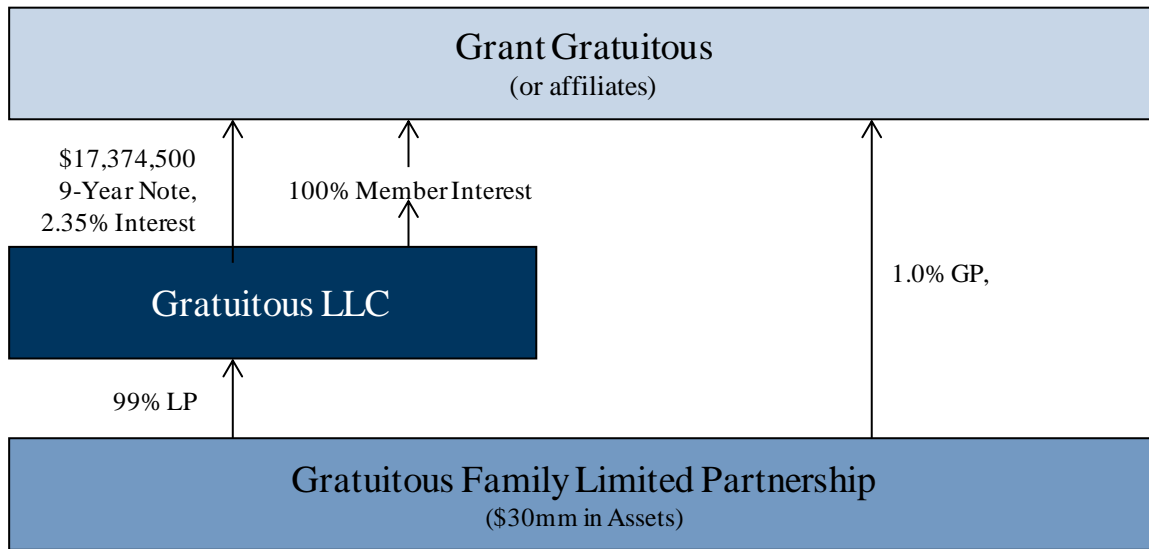 Grant Gratuitous
(or affiliates)
$17,374,500
9-Year Note,
2.35% Interest
100% Member Interest
1.0% GP,
Gratuitous LLC
99% LP
Gratuitous Family Limited Partnership
($30mm in Assets)